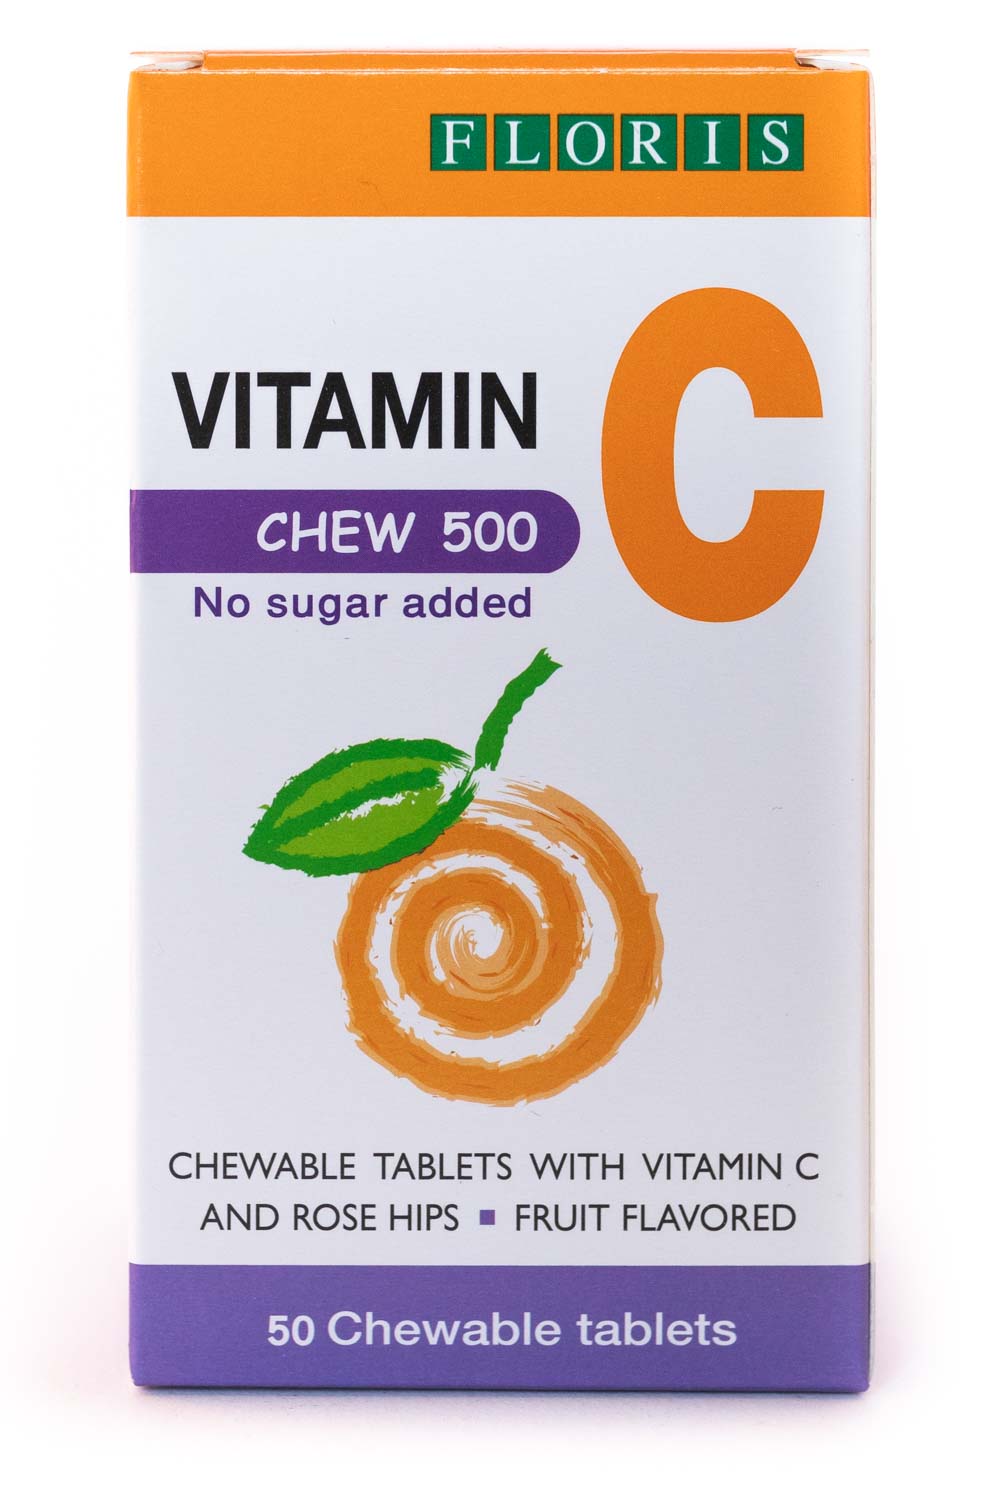 FLORIS
VITAMIN C
CHEW 500
No sugar added
CHEWABLE TABLETS WITH VITAMIN C
AND ROSE HIPS ▪ FRUIT FLAVORED
50 Chewable tablets